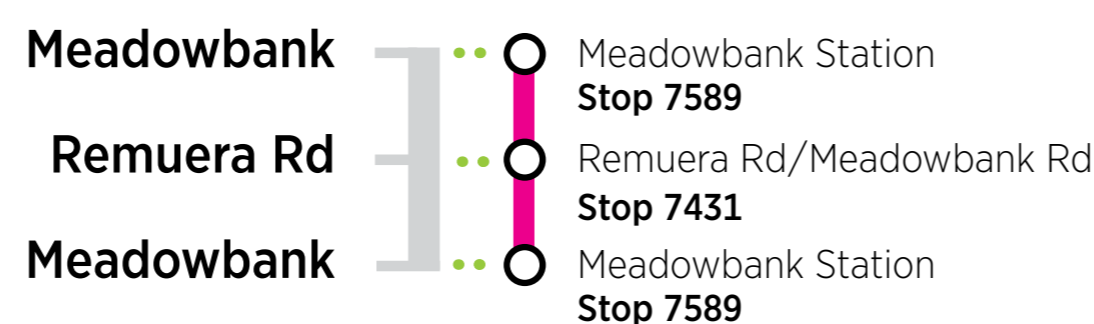 Meadowbank
Meadowbank Station
Stop 7589
Remuera Rd
Remuera Rd/Meadowbank Rd
Stop 7431
Meadowbank
Meadowbank Station
Stop 7589